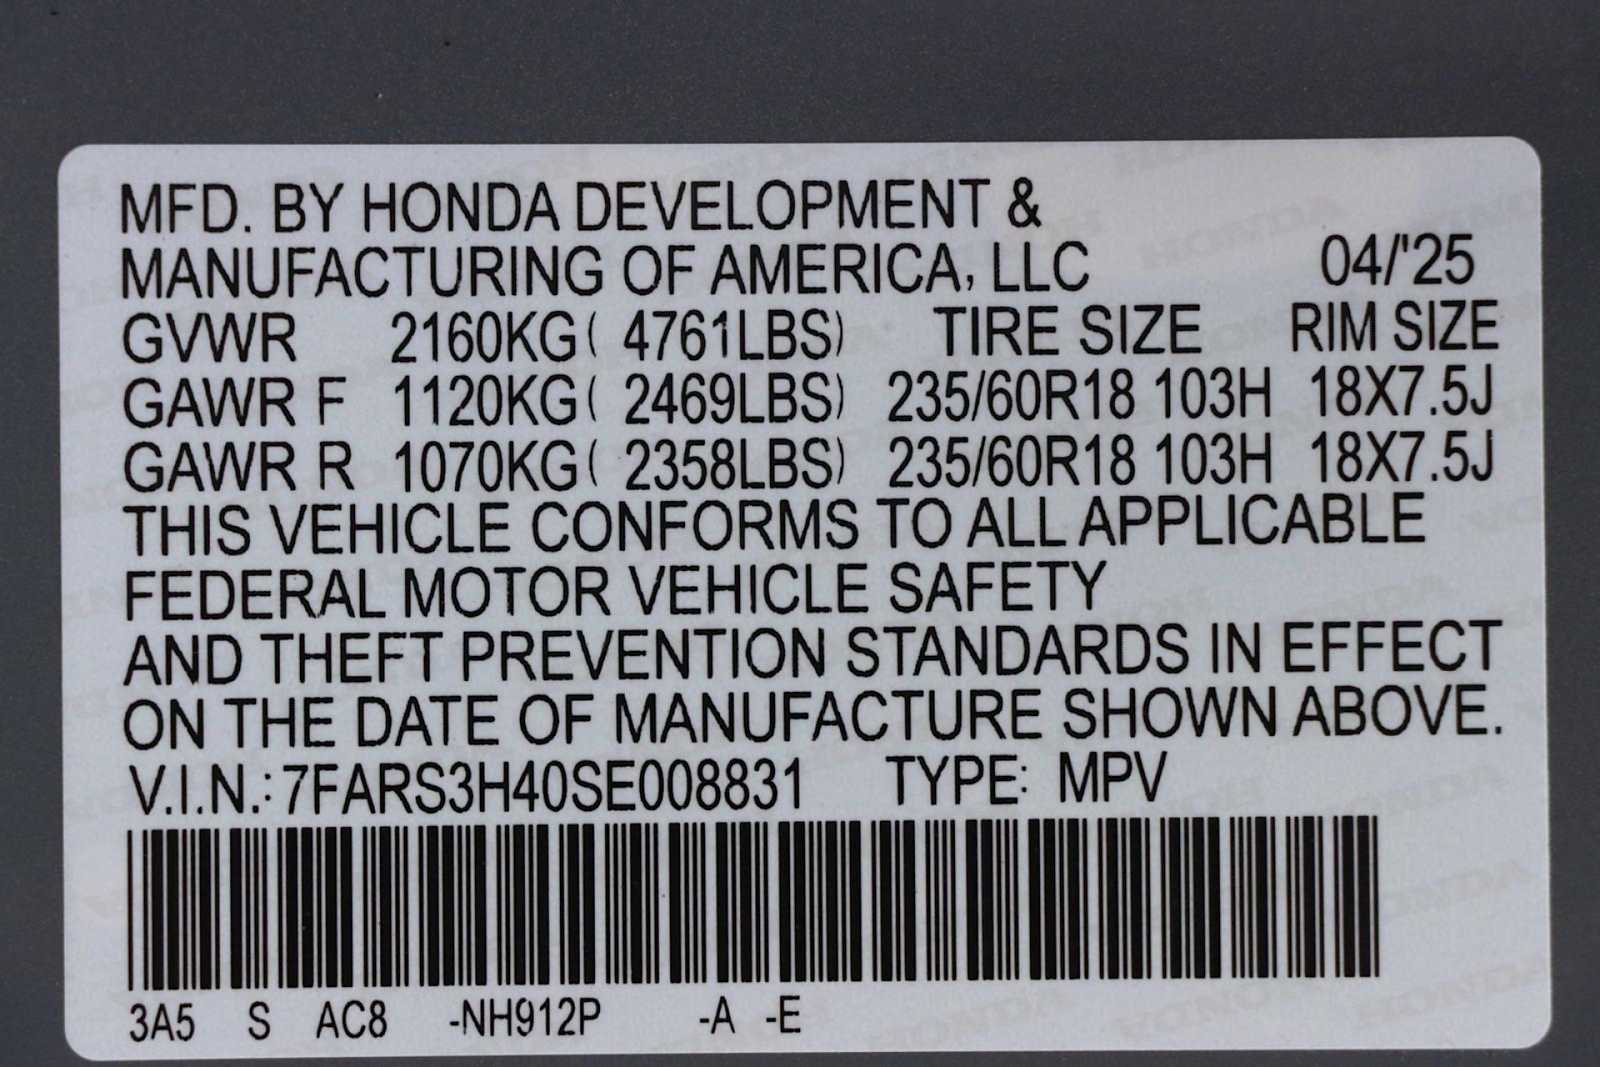 MFD. BY HONDA DEVELOPMENT &
MANUFACTURING OF AMERICA, LLC 04/'25
GVWR 2160KG( 4761LBS) TIRE SIZE RIM SIZE
GAWR F 1120KG( 2469LBS) 235/60R18 103H 18X7.5J
GAWR R 1070KG( 2358LBS) 235/60R18 103H 18X7.5J
THIS VEHICLE CONFORMS TO ALL APPLICABLE
FEDERAL MOTOR VEHICLE SAFETY
AND THEFT PREVENTION STANDARDS IN EFFECT
ON THE DATE OF MANUFACTURE SHOWN ABOVE.
V.I.N.: 7FARS3H40SE008831 TYPE: MPV
3A5 S AC8 -NH912P -A -E